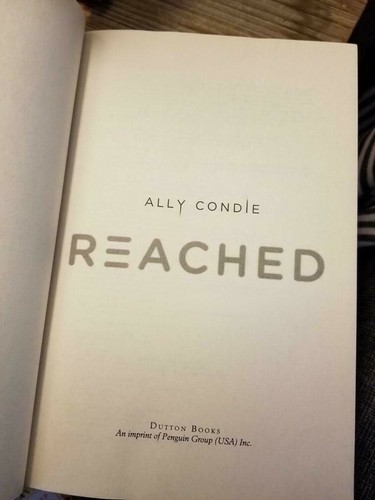 ALLY CONDIE
REACHED
DUTTON BOOKS
An imprint of Penguin Group (USA) Inc.